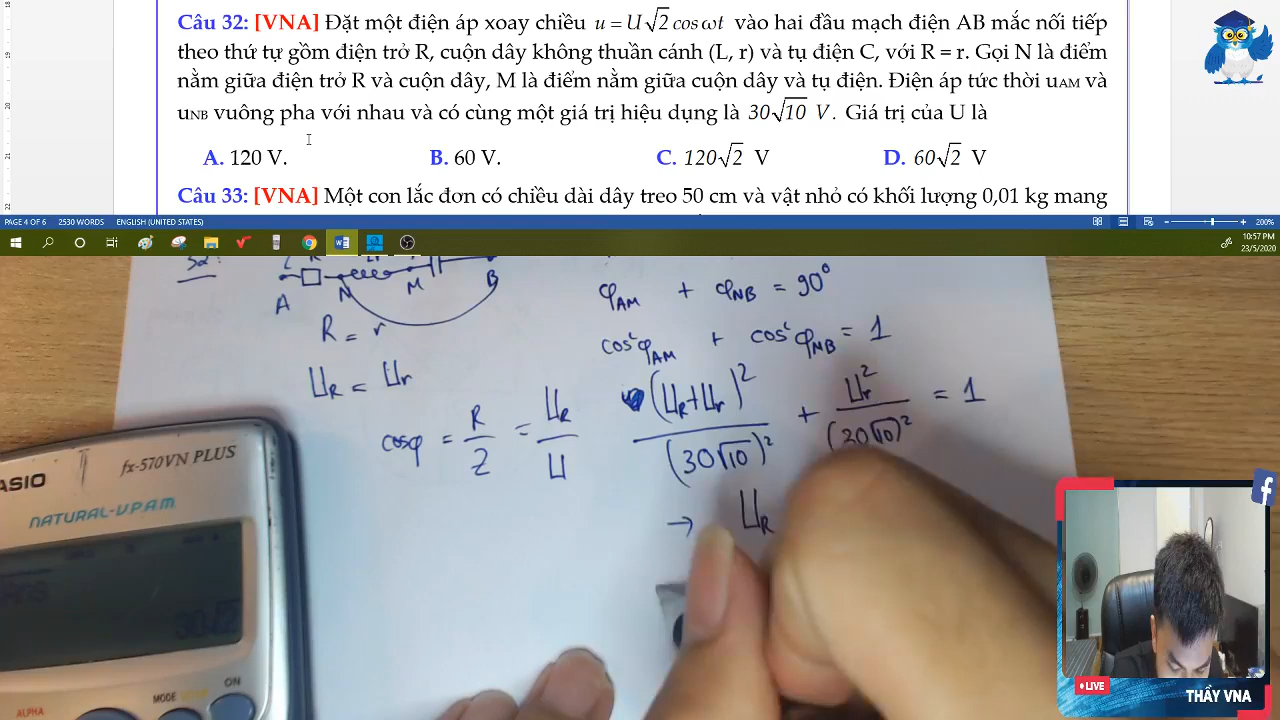 Câu 32: [VNA] Đặt một điện áp xoay chiều u = U√2 cos ωt vào hai đầu mạch điện AB mắc nối tiếp
theo thứ tự gồm điện trở R, cuộn dây không thuần cánh (L, r) và tụ điện C, với R = r. Gọi N là điểm
nằm giữa điện trở R và cuộn dây, M là điểm nằm giữa cuộn dây và tụ điện. Điện áp tức thời uAM và
uNB vuông pha với nhau và có cùng một giá trị hiệu dụng là 30√10 V. Giá trị của U là
A. 120 V. B. 60 V. C. 120√2 V D. 60√2 V
Câu 33: [VNA] Một con lắc đơn có chiều dài dây treo 50 cm và vật nhỏ có khối lượng 0,01 kg mang
PAGE 4 OF 6 2530 WORDS ENGLISH (UNITED STATES) 200%
10:57 PM
23/5/2020
A N M B
R = r
UR = Ur
cosφ = R/Z = UR/U
φAM + φNB = 90°
cos²φAM + cos²φNB = 1
(UR+Ur)²/(30√10)² + Ur²/(30√10)² = 1
→ UR
fx-570VN PLUS
NATURAL-V.P.A.M.
30√2
MODE
ON
ALPHA
LIVE
THẦY VNA